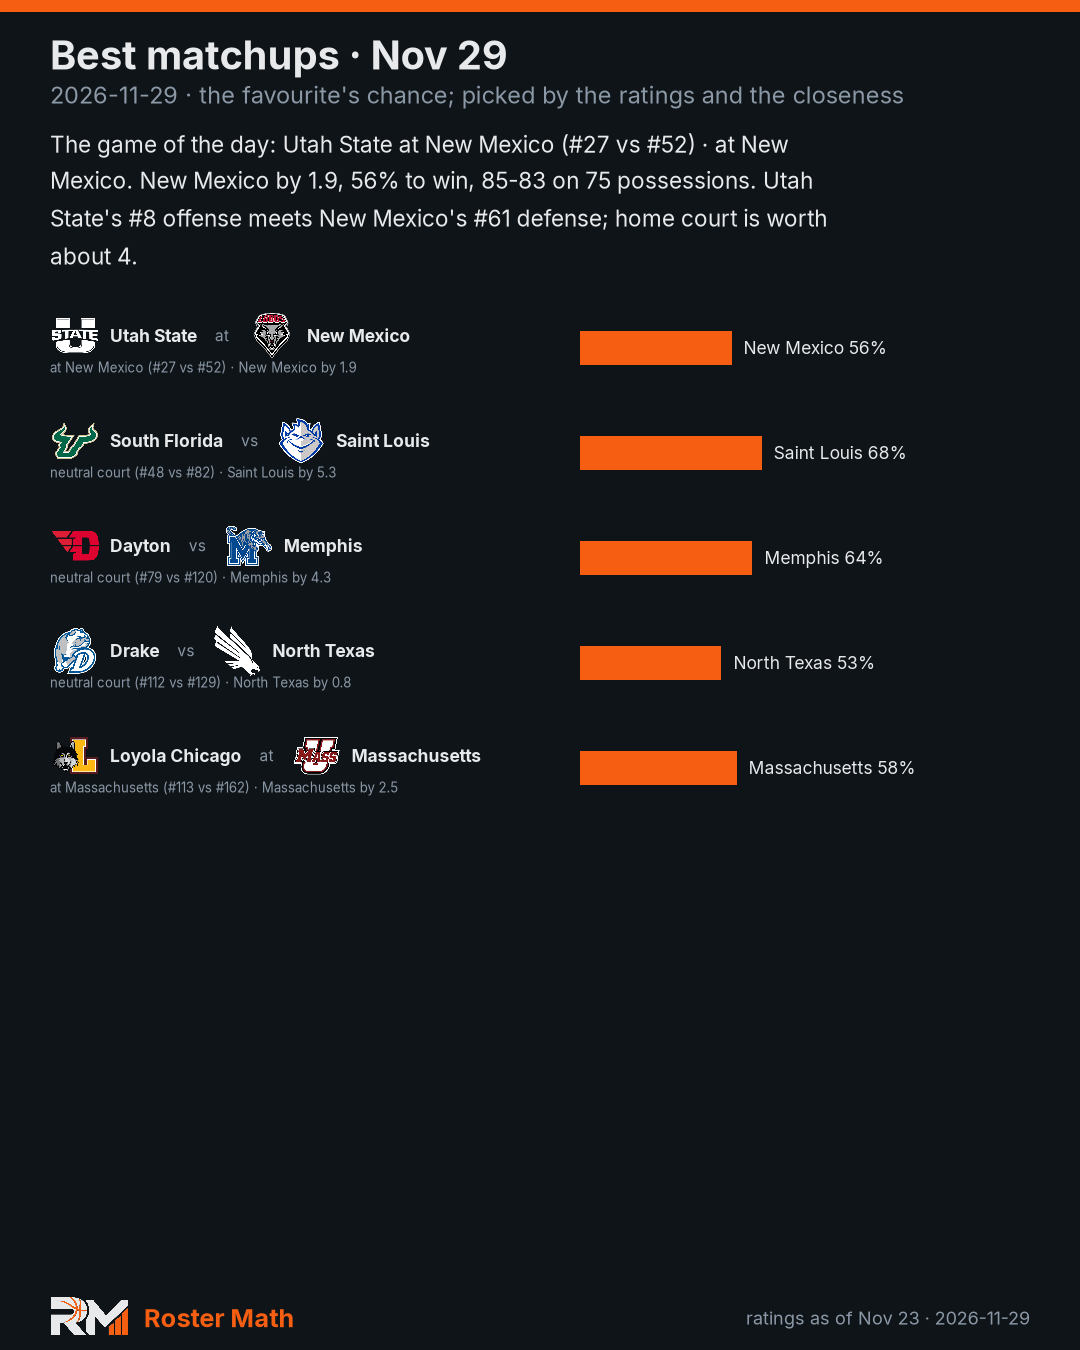 Best matchups · Nov 29
2026-11-29 · the favourite's chance; picked by the ratings and the closeness
The game of the day: Utah State at New Mexico (#27 vs #52) · at New
Mexico. New Mexico by 1.9, 56% to win, 85-83 on 75 possessions. Utah
State's #8 offense meets New Mexico's #61 defense; home court is worth
about 4.
STATE Utah State at New Mexico
New Mexico 56%
at New Mexico (#27 vs #52) · New Mexico by 1.9
South Florida vs Saint Louis
Saint Louis 68%
neutral court (#48 vs #82) · Saint Louis by 5.3
Dayton vs Memphis
Memphis 64%
neutral court (#79 vs #120) · Memphis by 4.3
Drake vs North Texas
North Texas 53%
neutral court (#112 vs #129) · North Texas by 0.8
Loyola Chicago at MASS Massachusetts
Massachusetts 58%
at Massachusetts (#113 vs #162) · Massachusetts by 2.5
RM Roster Math
ratings as of Nov 23 · 2026-11-29